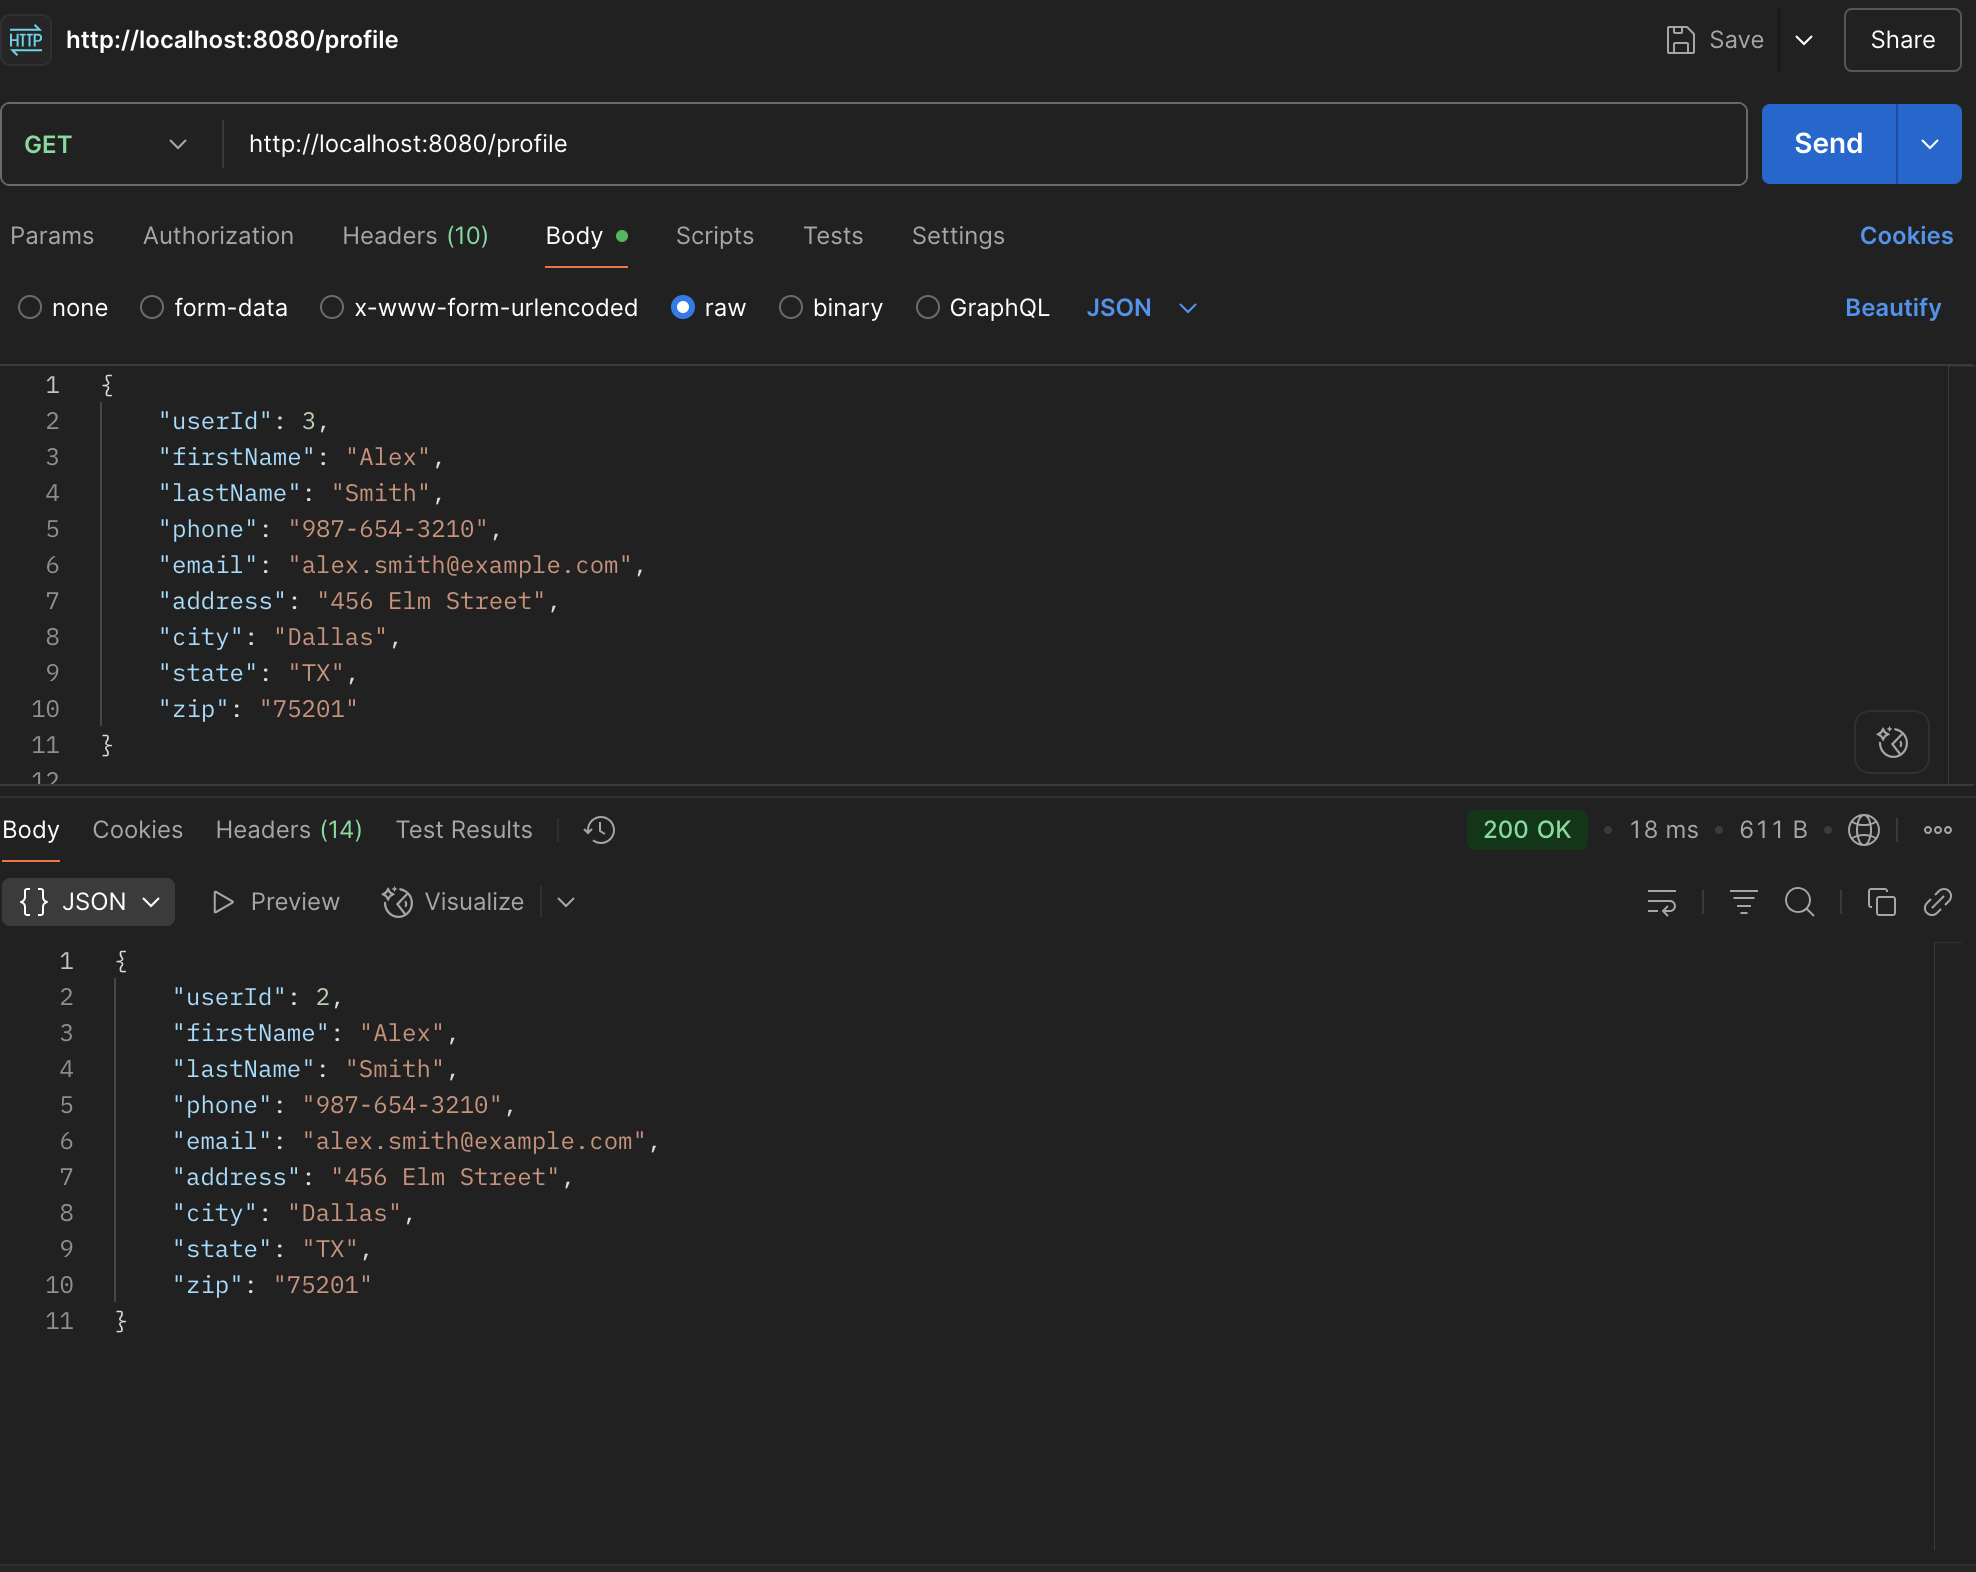 HTTP http://localhost:8080/profile Save Share
GET http://localhost:8080/profile Send
Params Authorization Headers (10) Body Scripts Tests Settings Cookies
none form-data x-www-form-urlencoded raw binary GraphQL JSON Beautify
1 {
2 "userId": 3,
3 "firstName": "Alex",
4 "lastName": "Smith",
5 "phone": "987-654-3210",
6 "email": "alex.smith@example.com",
7 "address": "456 Elm Street",
8 "city": "Dallas",
9 "state": "TX",
10 "zip": "75201"
11 }
12
Body Cookies Headers (14) Test Results 200 OK • 18 ms • 611 B •
{} JSON Preview Visualize
1 {
2 "userId": 2,
3 "firstName": "Alex",
4 "lastName": "Smith",
5 "phone": "987-654-3210",
6 "email": "alex.smith@example.com",
7 "address": "456 Elm Street",
8 "city": "Dallas",
9 "state": "TX",
10 "zip": "75201"
11 }